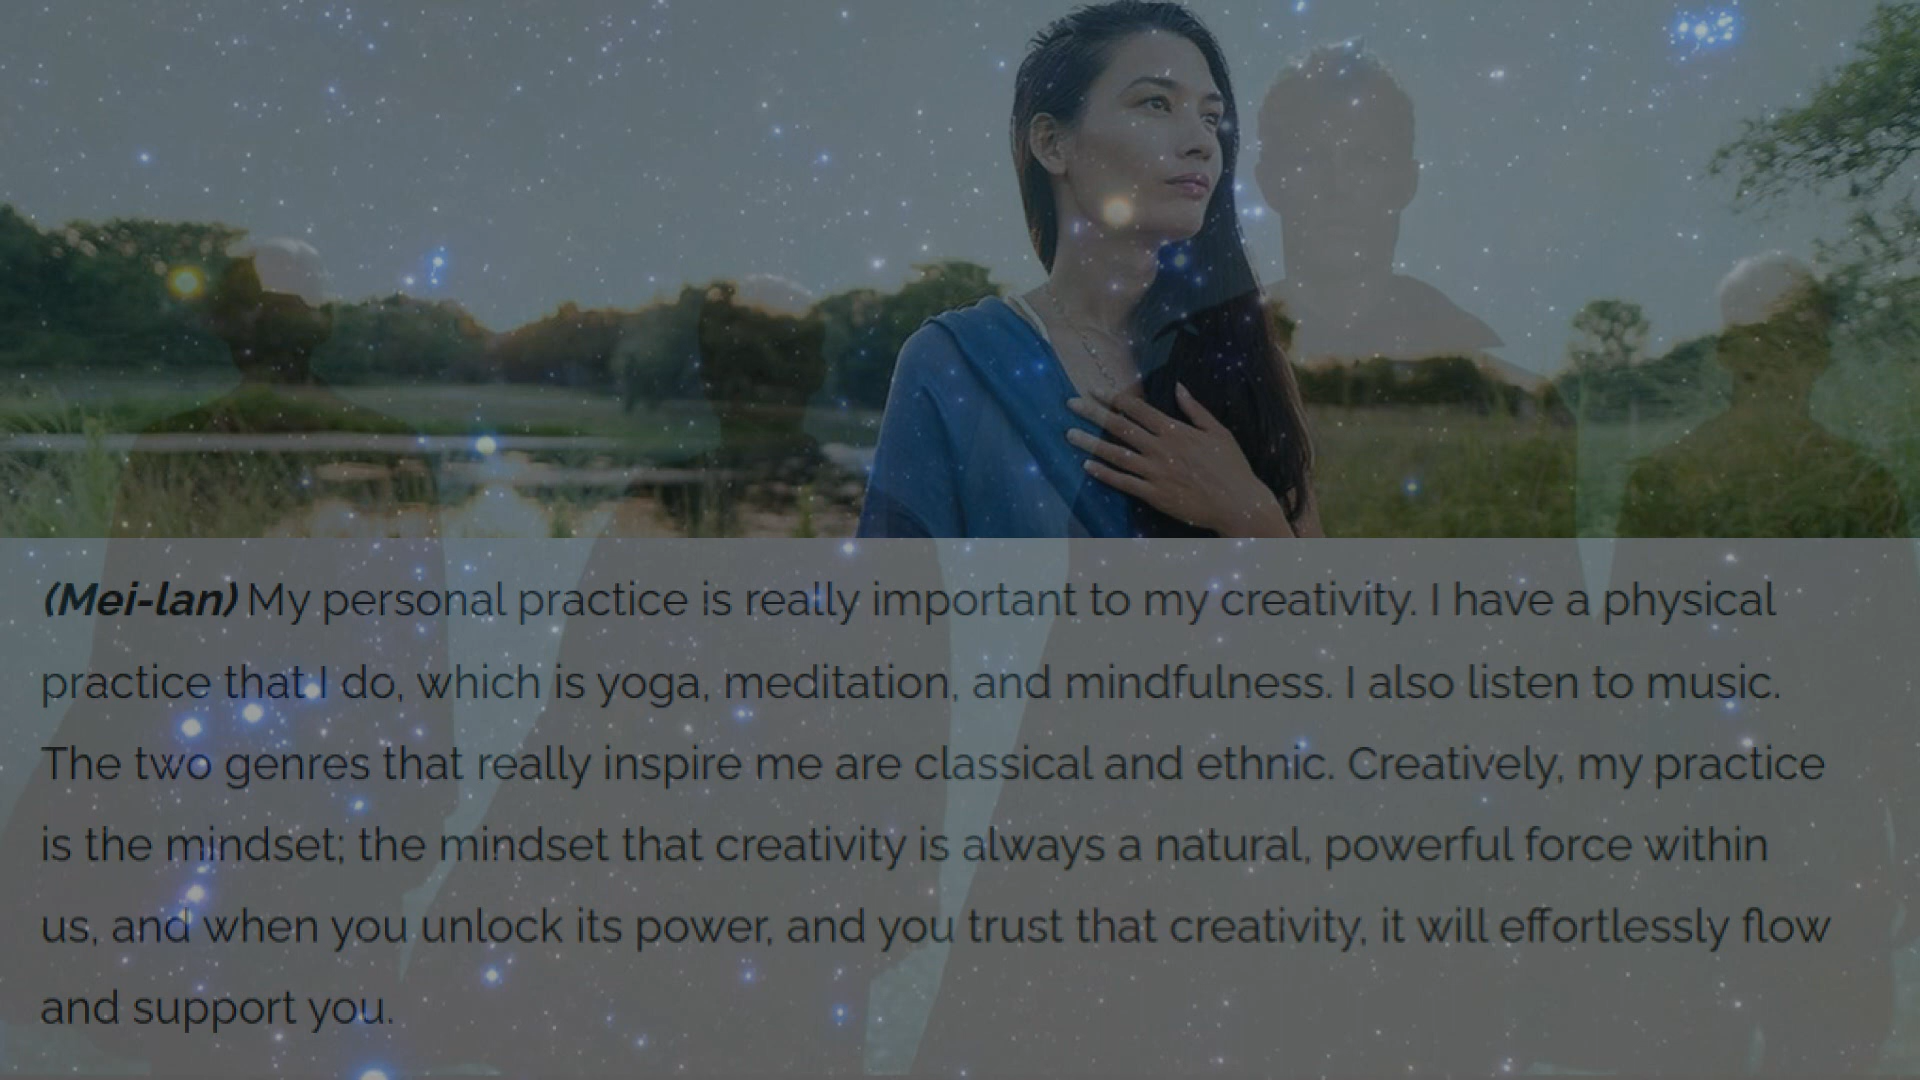 (Mei-lan) My personal practice is really important to my creativity. I have a physical
practice that I do, which is yoga, meditation, and mindfulness. I also listen to music.
The two genres that really inspire me are classical and ethnic. Creatively, my practice
is the mindset; the mindset that creativity is always a natural, powerful force within
us, and when you unlock its power, and you trust that creativity, it will effortlessly flow
and support you.